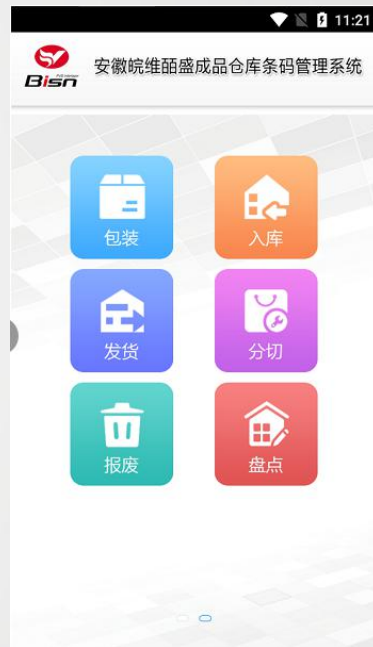 11:21
Bisn
安徽皖维皕盛成品仓库条码管理系统
包装
入库
发货
分切
报废
盘点